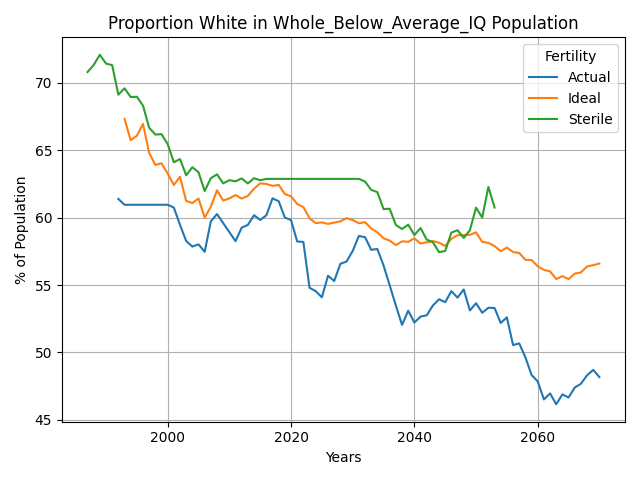 Proportion White in Whole_Below_Average_IQ Population
Fertility
Actual
Ideal
Sterile
% of Population
70
65
60
55
50
45
2000
2020
2040
2060
Years